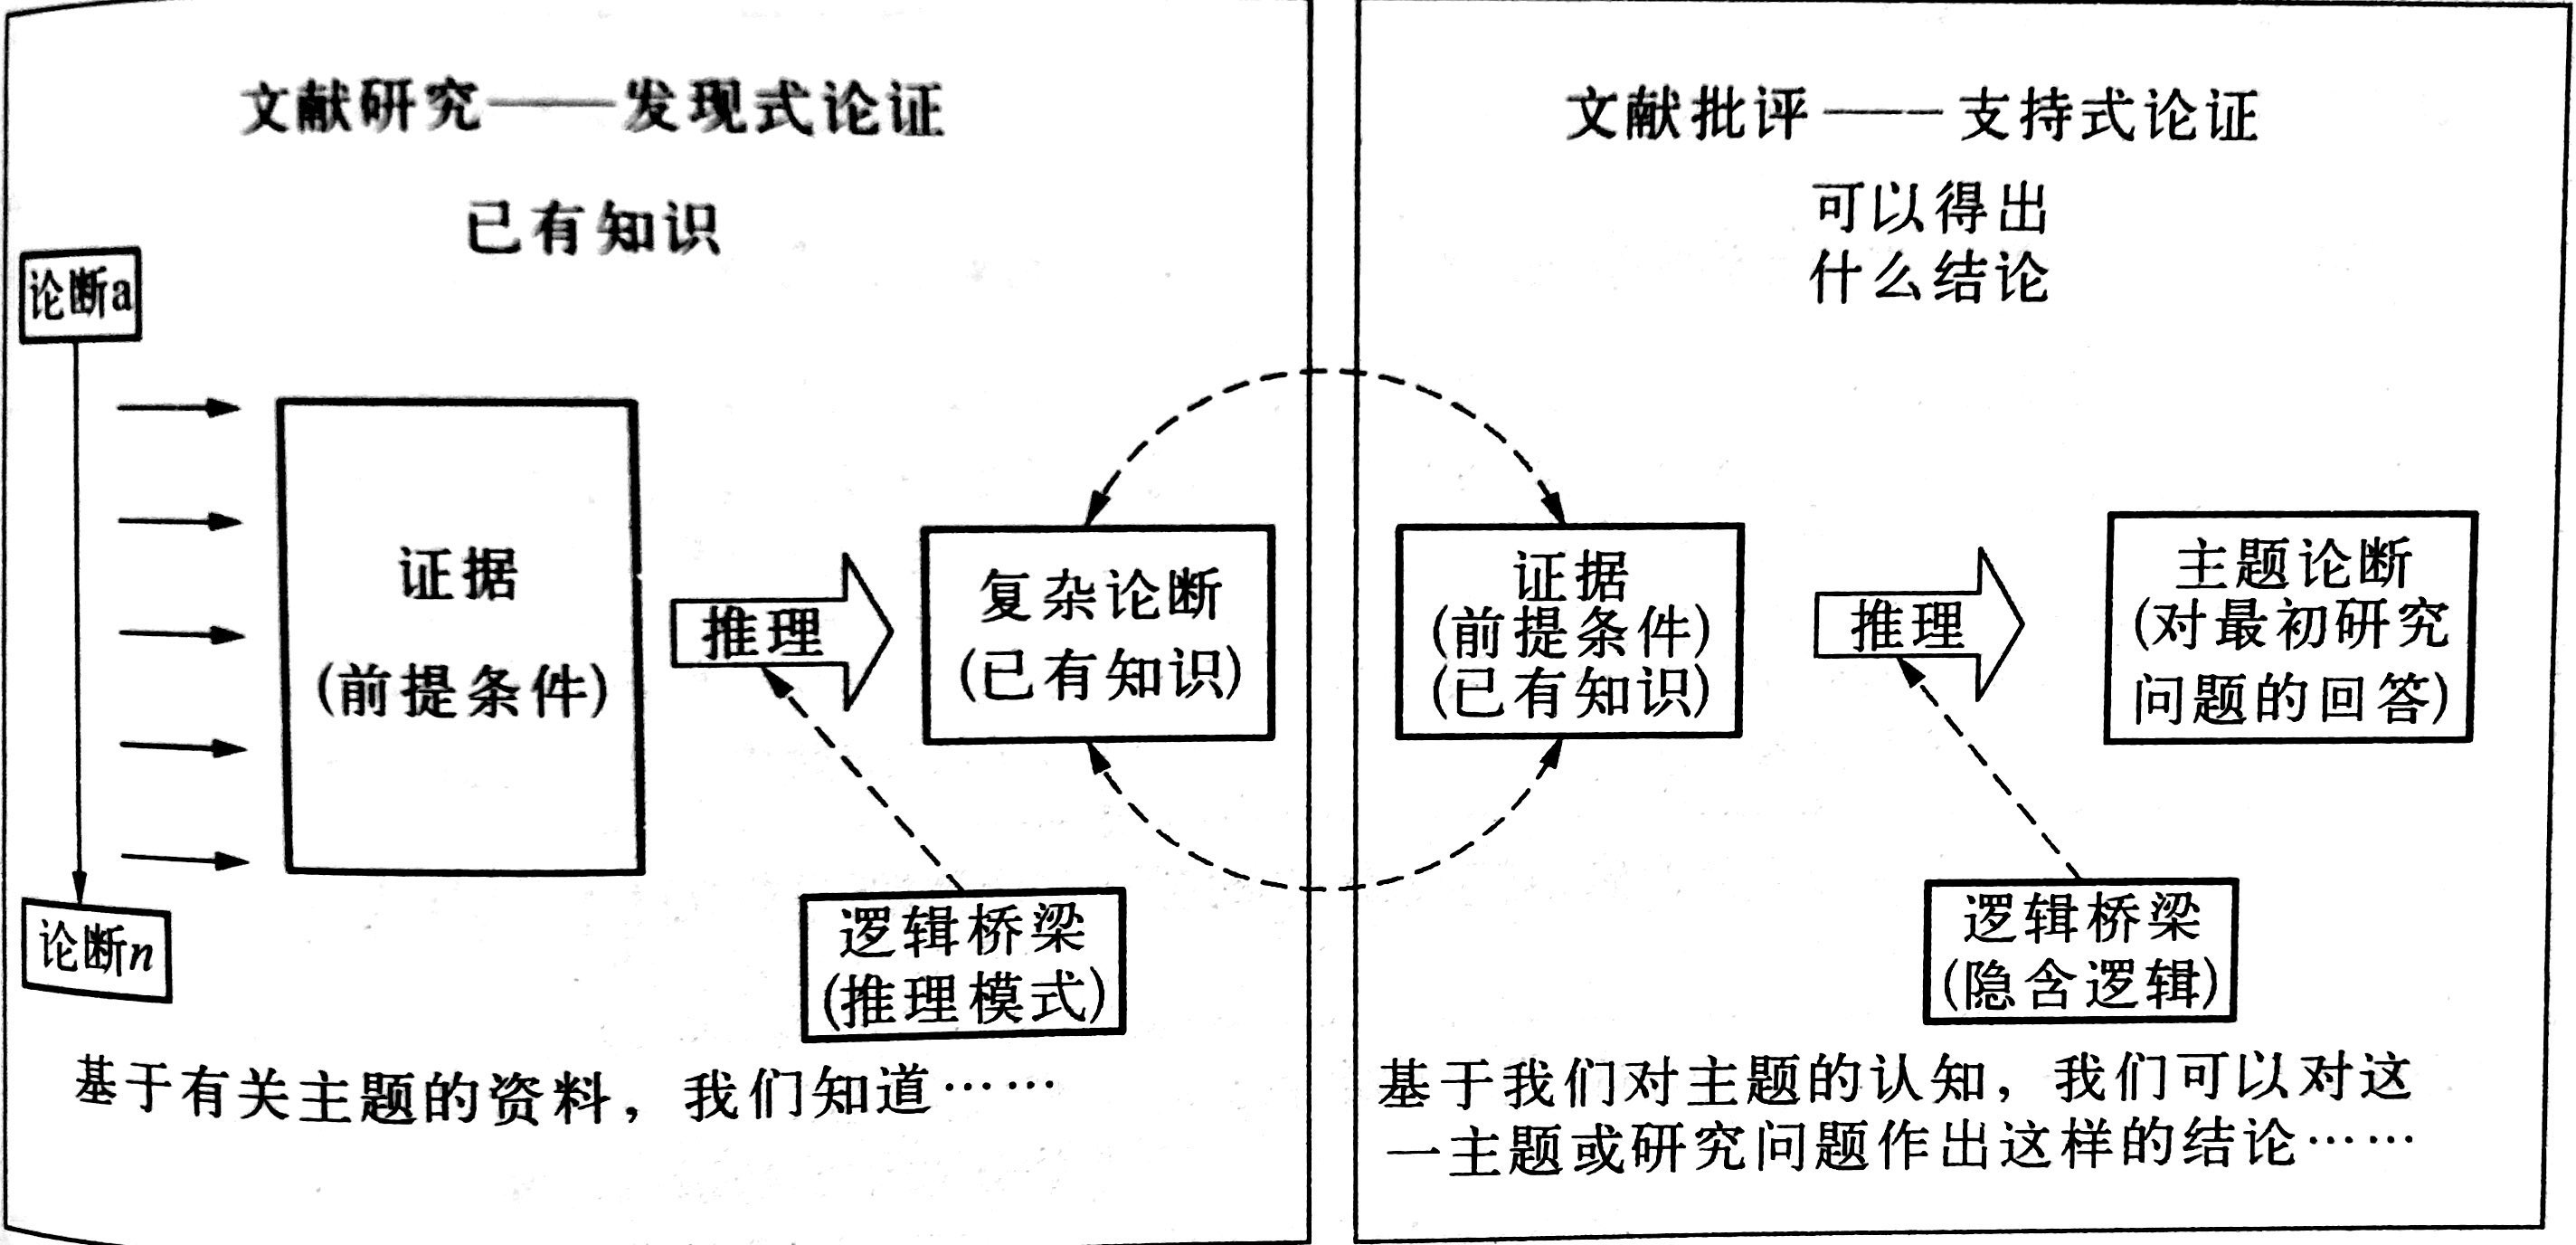 文献研究——发现式论证
已有知识
论断a
证据
(前提条件)
推理
复杂论断
(已有知识)
论断n
逻辑桥梁
(推理模式)
基于有关主题的资料，我们知道……
文献批评——支持式论证
可以得出
什么结论
证据
(前提条件)
(已有知识)
推理
主题论断
(对最初研究
问题的回答)
逻辑桥梁
(隐含逻辑)
基于我们对主题的认知，我们可以对这
一主题或研究问题作出这样的结论……